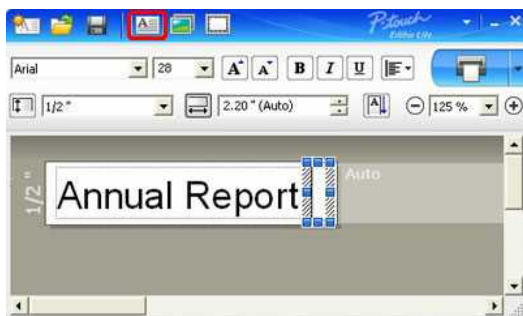 A
P-touch
Editor Lite
Arial 28 A A B I U
1/2" 2.20" (Auto) A 125 %
1/2" Annual Report Auto